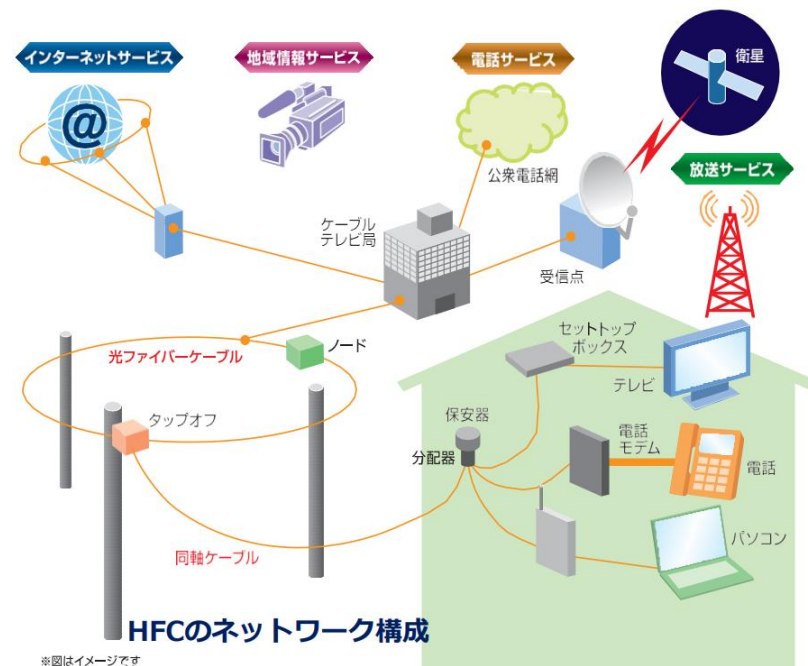 インターネットサービス
地域情報サービス
電話サービス
衛星
放送サービス
@
公衆電話網
ケーブル
テレビ局
受信点
光ファイバーケーブル
ノード
セットトップ
ボックス
テレビ
タップオフ
保安器
分配器
電話
モデム
電話
同軸ケーブル
パソコン
HFCのネットワーク構成
※図はイメージです